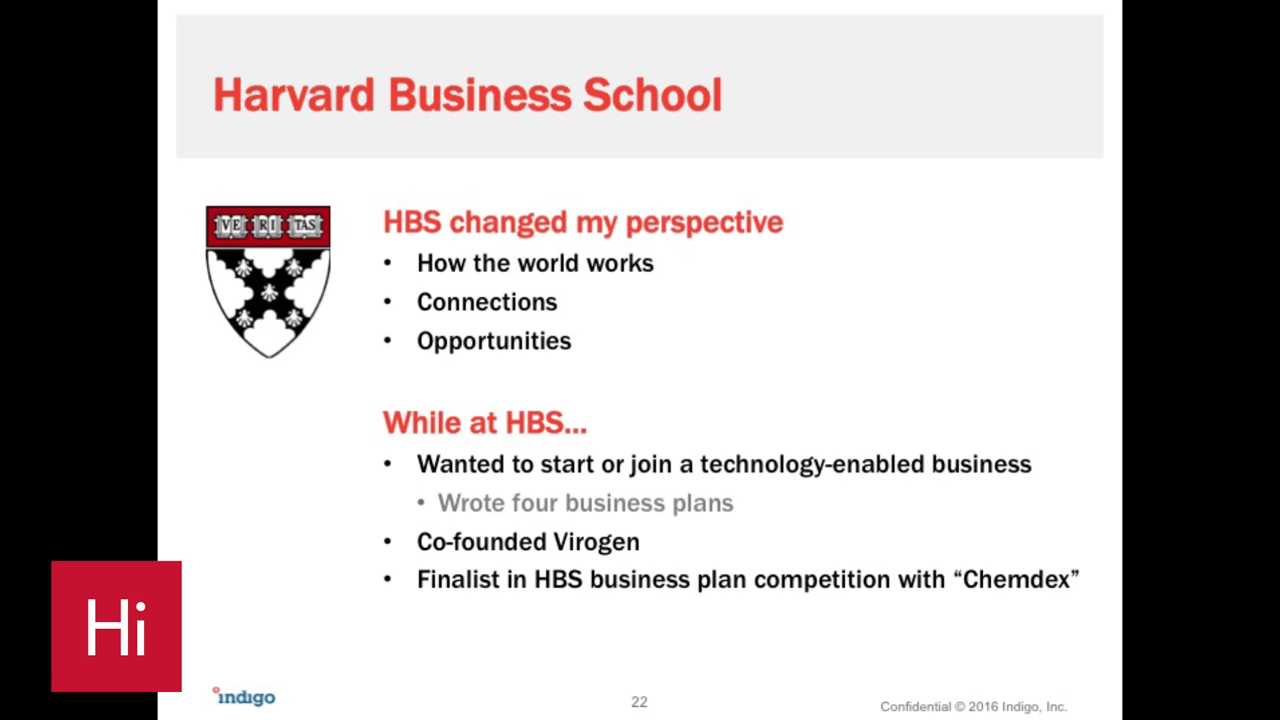 Harvard Business School
VE RI TAS
HBS changed my perspective
• How the world works
• Connections
• Opportunities
While at HBS...
• Wanted to start or join a technology-enabled business
• Wrote four business plans
• Co-founded Virogen
• Finalist in HBS business plan competition with “Chemdex”
Hi
indigo
22
Confidential © 2016 Indigo, Inc.